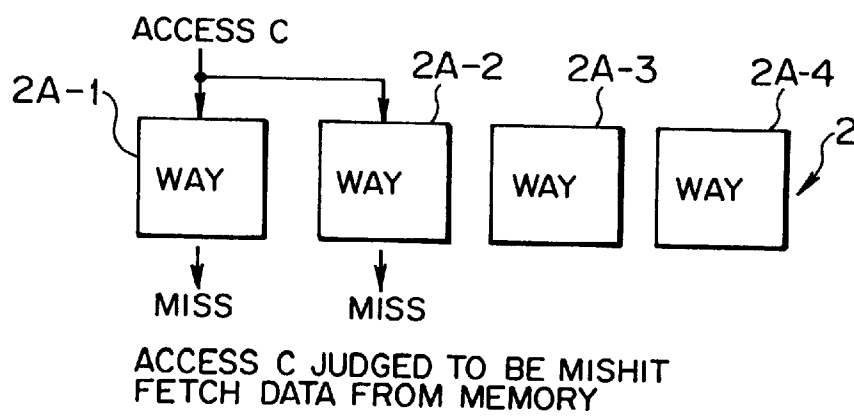 ACCESS C
2A-1
2A-2
2A-3
2A-4
2
WAY
WAY
WAY
WAY
MISS
MISS
ACCESS C JUDGED TO BE MISHIT
FETCH DATA FROM MEMORY